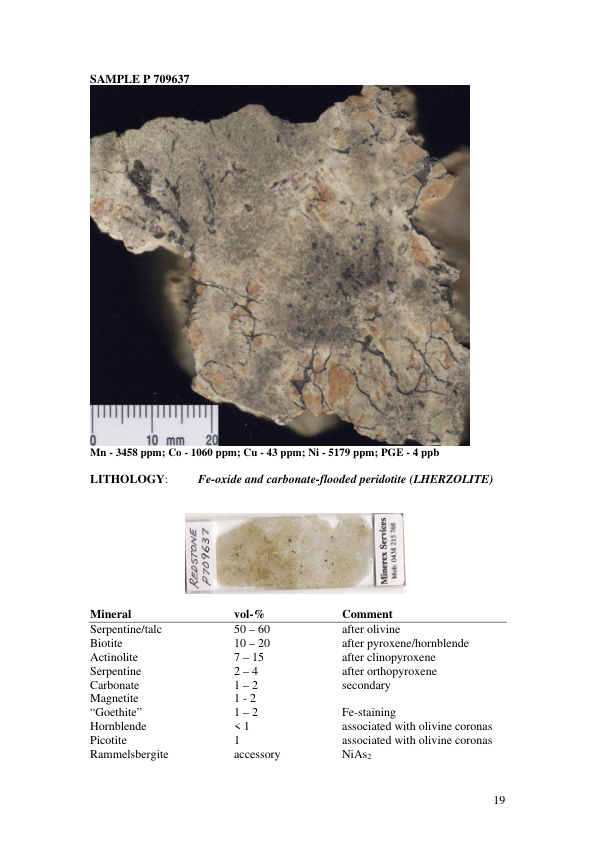 SAMPLE P 709637
0 10 mm 20
Mn - 3458 ppm; Co - 1060 ppm; Cu - 43 ppm; Ni - 5179 ppm; PGE - 4 ppb
LITHOLOGY: Fe-oxide and carbonate-flooded peridotite (LHERZOLITE)
REDSTONE
P709637
Minerex Services
Mob: 0438 215 768
Mineral vol-% Comment
Serpentine/talc 50 – 60 after olivine
Biotite 10 – 20 after pyroxene/hornblende
Actinolite 7 – 15 after clinopyroxene
Serpentine 2 – 4 after orthopyroxene
Carbonate 1 – 2 secondary
Magnetite 1 - 2
“Goethite” 1 – 2 Fe-staining
Hornblende < 1 associated with olivine coronas
Picotite 1 associated with olivine coronas
Rammelsbergite accessory NiAs₂
19